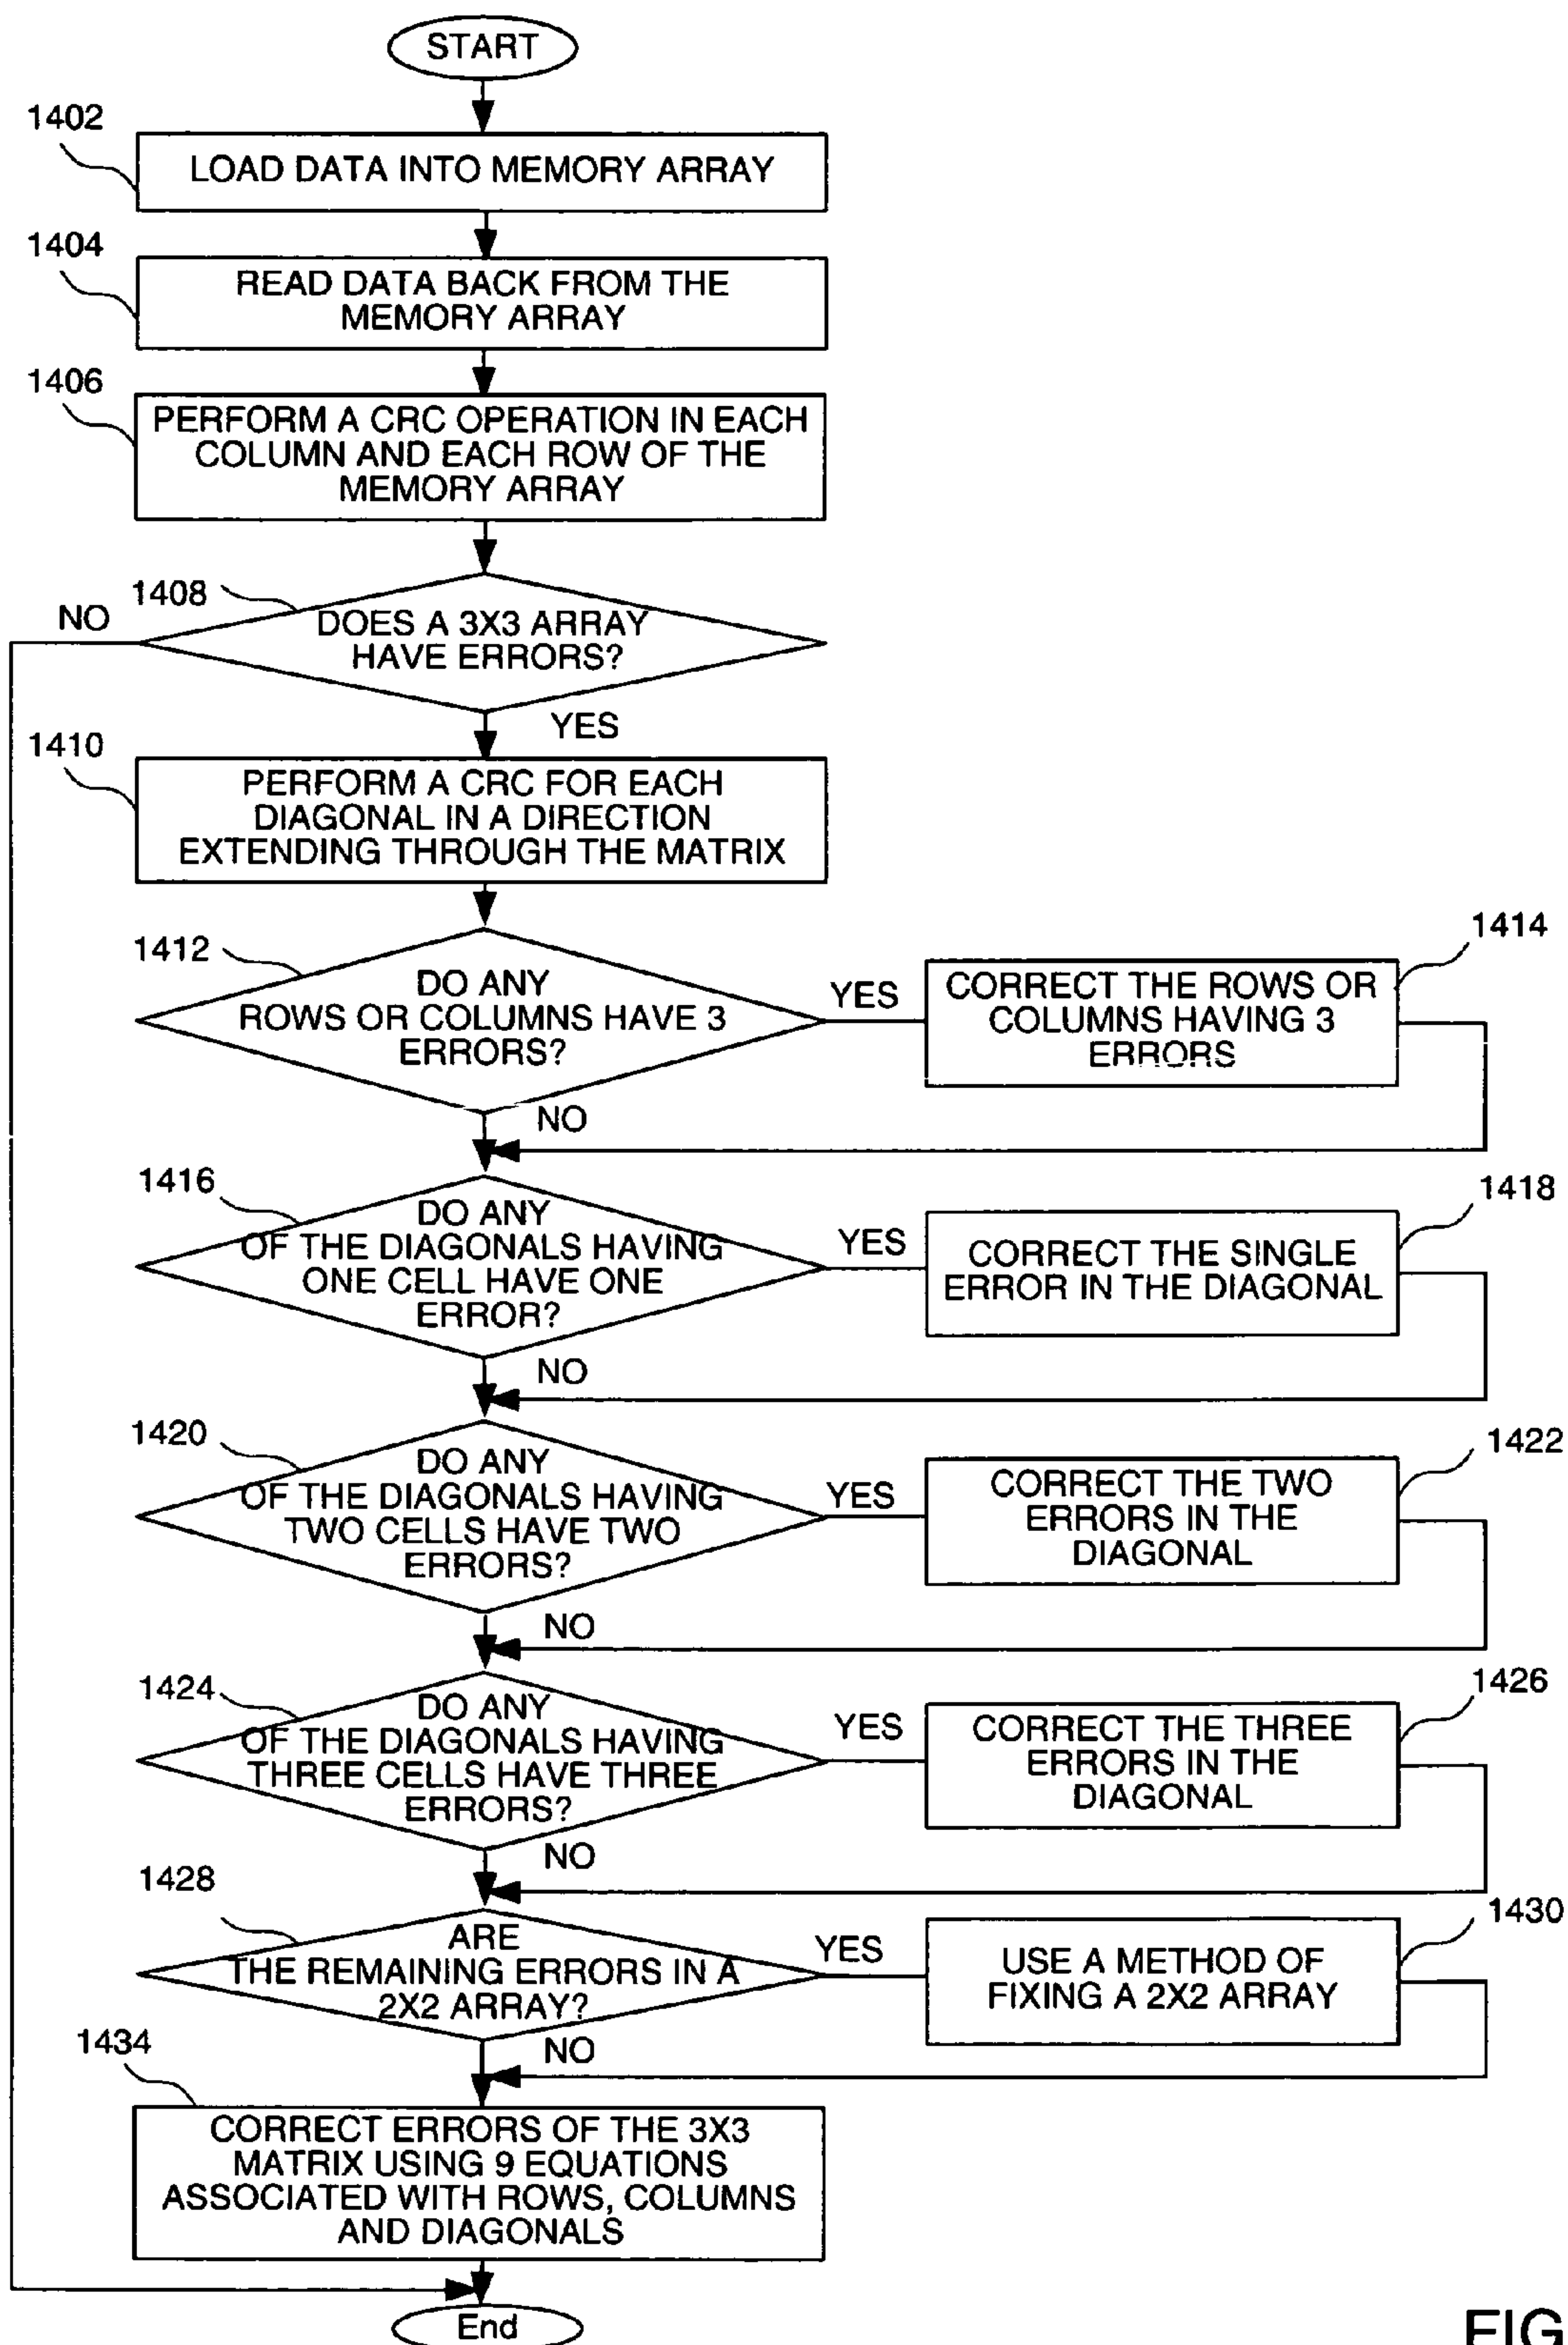 START
1402
LOAD DATA INTO MEMORY ARRAY
1404
READ DATA BACK FROM THE
MEMORY ARRAY
1406
PERFORM A CRC OPERATION IN EACH
COLUMN AND EACH ROW OF THE
MEMORY ARRAY
1408
NO
DOES A 3X3 ARRAY
HAVE ERRORS?
YES
1410
PERFORM A CRC FOR EACH
DIAGONAL IN A DIRECTION
EXTENDING THROUGH THE MATRIX
1412
DO ANY
ROWS OR COLUMNS HAVE 3
ERRORS?
YES
1414
CORRECT THE ROWS OR
COLUMNS HAVING 3
ERRORS
NO
1416
DO ANY
OF THE DIAGONALS HAVING
ONE CELL HAVE ONE
ERROR?
YES
1418
CORRECT THE SINGLE
ERROR IN THE DIAGONAL
NO
1420
DO ANY
OF THE DIAGONALS HAVING
TWO CELLS HAVE TWO
ERRORS?
YES
1422
CORRECT THE TWO
ERRORS IN THE
DIAGONAL
NO
1424
DO ANY
OF THE DIAGONALS HAVING
THREE CELLS HAVE THREE
ERRORS?
YES
1426
CORRECT THE THREE
ERRORS IN THE
DIAGONAL
NO
1428
ARE
THE REMAINING ERRORS IN A
2X2 ARRAY?
YES
1430
USE A METHOD OF
FIXING A 2X2 ARRAY
NO
1434
CORRECT ERRORS OF THE 3X3
MATRIX USING 9 EQUATIONS
ASSOCIATED WITH ROWS, COLUMNS
AND DIAGONALS
End
FIG